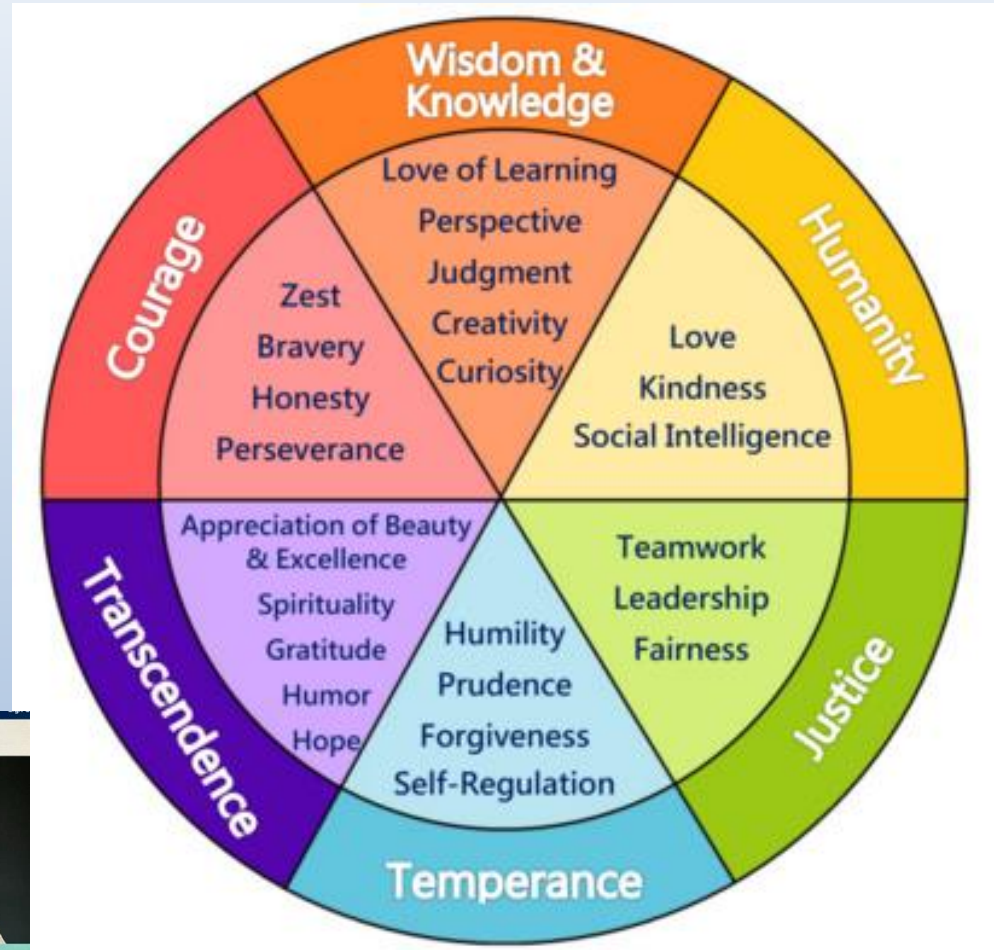 Wisdom &
Knowledge
Love of Learning
Perspective
Judgment
Creativity
Curiosity
Humanity
Love
Kindness
Social Intelligence
Justice
Teamwork
Leadership
Fairness
Temperance
Humility
Prudence
Forgiveness
Self-Regulation
Transcendence
Appreciation of Beauty
& Excellence
Spirituality
Gratitude
Humor
Hope
Courage
Zest
Bravery
Honesty
Perseverance